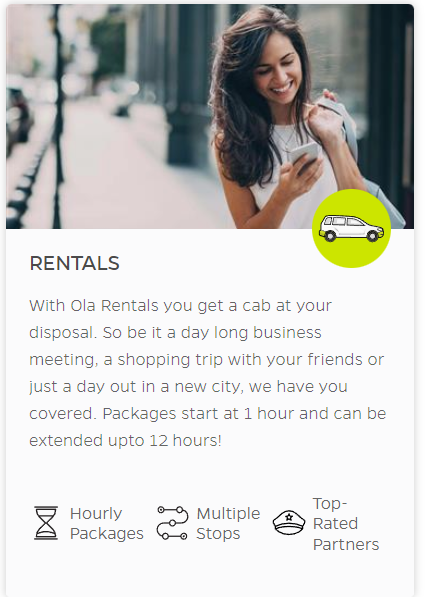 RENTALS
With Ola Rentals you get a cab at your
disposal. So be it a day long business
meeting, a shopping trip with your friends or
just a day out in a new city, we have you
covered. Packages start at 1 hour and can be
extended upto 12 hours!
Hourly
Packages
Multiple
Stops
Top-
Rated
Partners